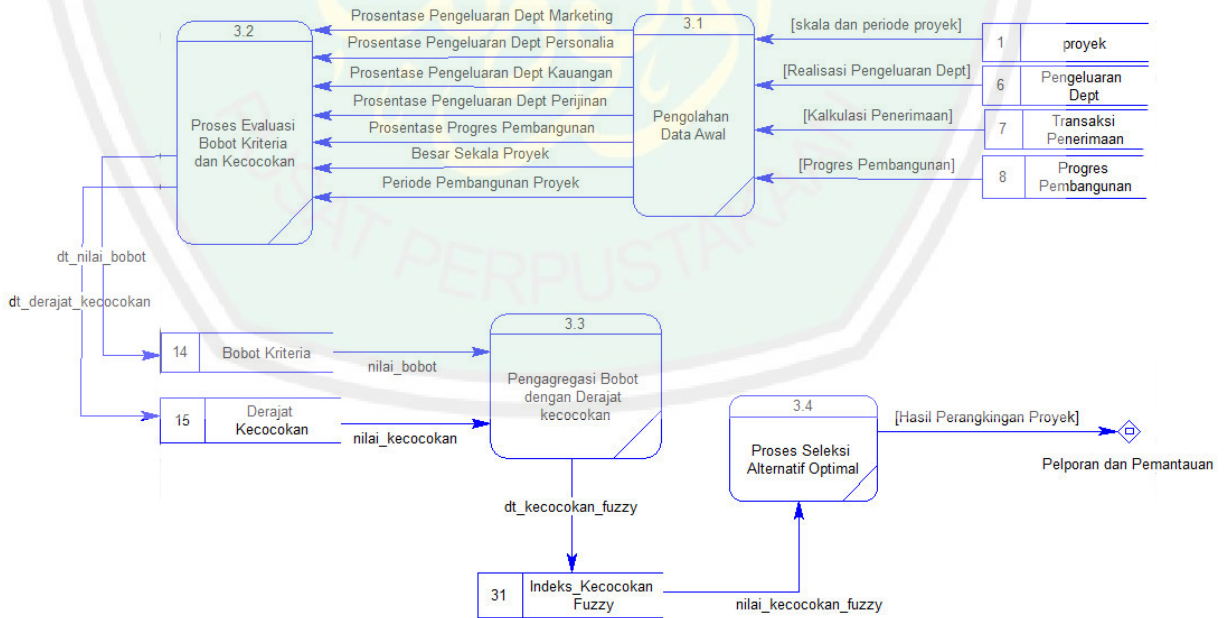 3.2
Proses Evaluasi
Bobot Kriteria
dan Kecocokan
Prosentase Pengeluaran Dept Marketing
Prosentase Pengeluaran Dept Personalia
Prosentase Pengeluaran Dept Kauangan
Prosentase Pengeluaran Dept Perijinan
Prosentase Progres Pembangunan
Besar Sekala Proyek
Periode Pembangunan Proyek
3.1
Pengolahan
Data Awal
[skala dan periode proyek]
[Realisasi Pengeluaran Dept]
[Kalkulasi Penerimaan]
[Progres Pembangunan]
1
proyek
6
Pengeluaran
Dept
7
Transaksi
Penerimaan
8
Progres
Pembangunan
PUSAT PERPUSTAKAAN
dt_nilai_bobot
dt_derajat_kecocokan
14
Bobot Kriteria
nilai_bobot
15
Derajat
Kecocokan
nilai_kecocokan
3.3
Pengagregasi Bobot
dengan Derajat
kecocokan
dt_kecocokan_fuzzy
31
Indeks_Kecocokan
Fuzzy
nilai_kecocokan_fuzzy
3.4
Proses Seleksi
Alternatif Optimal
[Hasil Perangkingan Proyek]
Pelporan dan Pemantauan